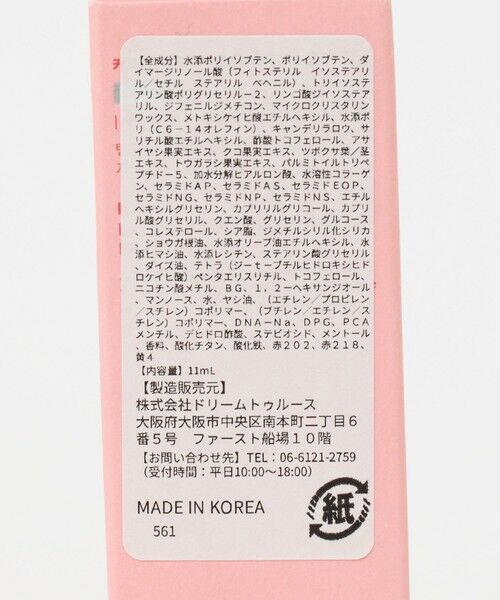 【全成分】水添ポリイソブテン、ポリイソブテン、ダ
イマージリノール酸（フィトステリル イソステアリ
ル/セチル ステアリル ベヘニル）、トリイソステ
アリン酸ポリグリセリル－２、リンゴ酸ジイソステア
リル、ジフェニルジメチコン、マイクロクリスタリン
ワックス、メトキシケイヒ酸エチルヘキシル、水添ポ
リ（Ｃ６－１４オレフィン）、キャンデリラロウ、サ
リチル酸エチルヘキシル、酢酸トコフェロール、アサ
イヤシ果実エキス、クコ果実エキス、ツボクサ葉/茎
エキス、トウガラシ果実エキス、パルミトイルトリペ
プチド－５、加水分解ヒアルロン酸、水溶性コラーゲ
ン、セラミドＡＰ、セラミドＡＳ、セラミドＥＯＰ、
セラミドＮＧ、セラミドＮＰ、セラミドＮＳ、エチル
ヘキシルグリセリン、カプリリルグリコール、カプリ
ル酸グリセリル、クエン酸、グリセリン、グルコース
、コレステロール、シア脂、ジメチルシリル化シリカ
、ショウガ根油、水添オリーブ油エチルヘキシル、水
添ヒマシ油、水添レシチン、ステアリン酸グリセリル
、ダイズ油、テトラ（ジーｔーブチルヒドロキシヒド
ロケイヒ酸）ペンタエリスリチル、トコフェロール、
ニコチン酸メチル、ＢＧ、１．２－ヘキサンジオール
、マンノース、水、ヤシ油、（エチレン/プロピレン
/スチレン）コポリマー、（ブチレン/エチレン/ス
チレン）コポリマー、ＤＮＡ－Ｎａ、ＤＰＧ、ＰＣＡ
メンチル、デヒドロ酢酸、ステビオシド、メントール
、香料、酸化チタン、酸化鉄、赤２０２、赤２１８、
黄４
【内容量】11mL
【製造販売元】
株式会社ドリームトゥルース
大阪府大阪市中央区南本町二丁目６
番５号 ファースト船場１０階
【お問い合わせ先】TEL：06-6121-2759
（受付時間：平日10:00～18:00）
MADE IN KOREA
561
紙